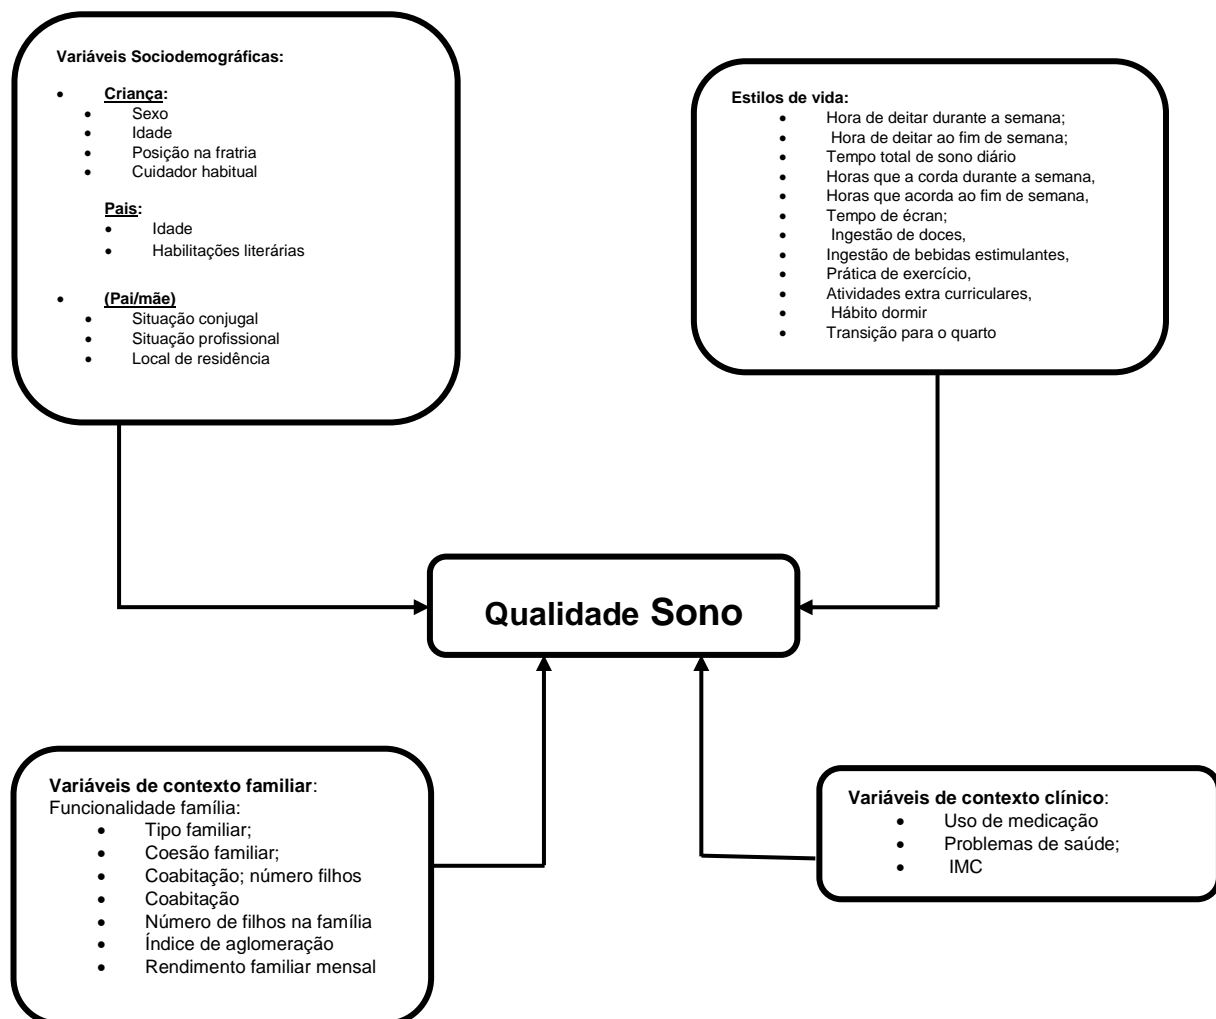 Variáveis Sociodemográficas:
• Criança:
• Sexo
• Idade
• Posição na fratria
• Cuidador habitual
Pais:
• Idade
• Habilitações literárias
• (Pai/mãe)
• Situação conjugal
• Situação profissional
• Local de residência
Estilos de vida:
• Hora de deitar durante a semana;
• Hora de deitar ao fim de semana;
• Tempo total de sono diário
• Horas que a corda durante a semana,
• Horas que acorda ao fim de semana,
• Tempo de écran;
• Ingestão de doces,
• Ingestão de bebidas estimulantes,
• Prática de exercício,
• Atividades extra curriculares,
• Hábito dormir
• Transição para o quarto
Qualidade Sono
Variáveis de contexto familiar:
Funcionalidade família:
• Tipo familiar;
• Coesão familiar;
• Coabitação; número filhos
• Coabitação
• Número de filhos na família
• Índice de aglomeração
• Rendimento familiar mensal
Variáveis de contexto clínico:
• Uso de medicação
• Problemas de saúde;
• IMC